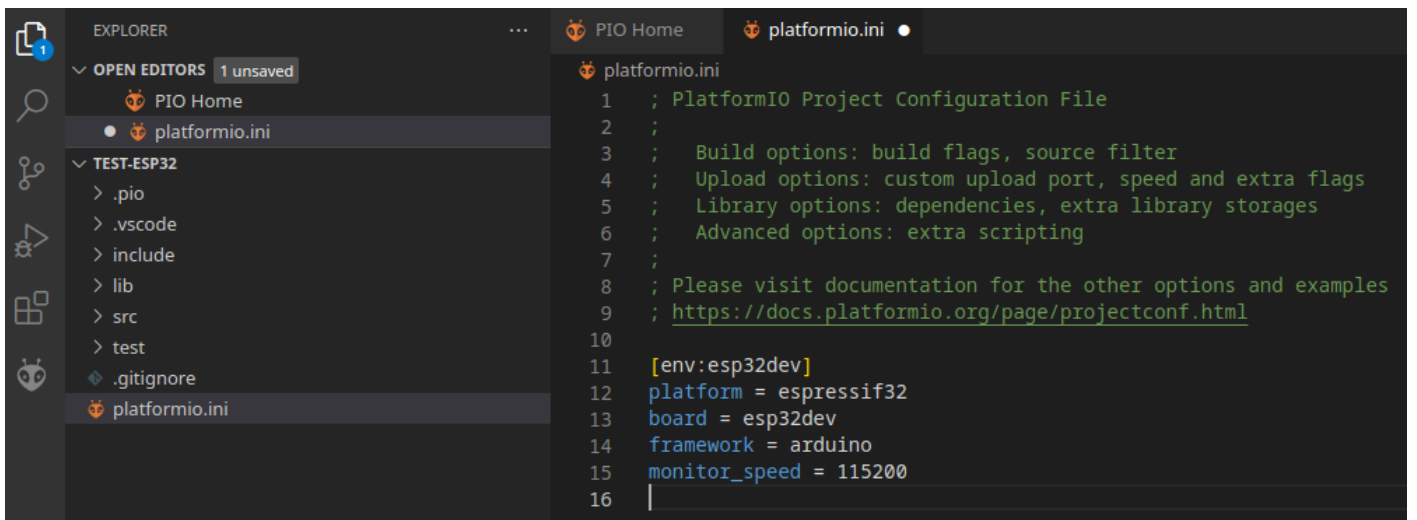 EXPLORER
OPEN EDITORS 1 unsaved
PIO Home
platformio.ini
TEST-ESP32
.pio
.vscode
include
lib
src
test
.gitignore
platformio.ini
1
PIO Home platformio.ini
platformio.ini
1 ; PlatformIO Project Configuration File
2 ;
3 ;   Build options: build flags, source filter
4 ;   Upload options: custom upload port, speed and extra flags
5 ;   Library options: dependencies, extra library storages
6 ;   Advanced options: extra scripting
7 ;
8 ; Please visit documentation for the other options and examples
9 ; https://docs.platformio.org/page/projectconf.html
10
11 [env:esp32dev]
12 platform = espressif32
13 board = esp32dev
14 framework = arduino
15 monitor_speed = 115200
16